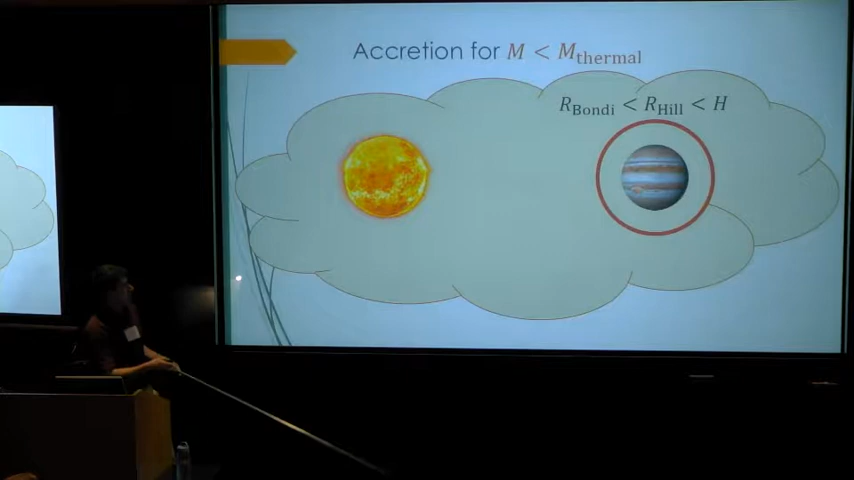 Accretion for M < M_thermal
R_Bondi < R_Hill < H